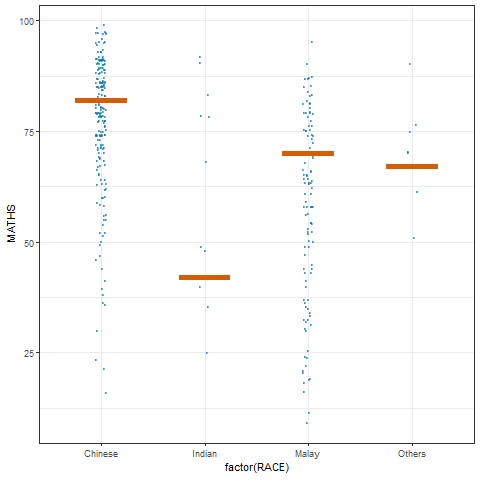 100
75
50
25
MATHS
Chinese
Indian
Malay
Others
factor(RACE)